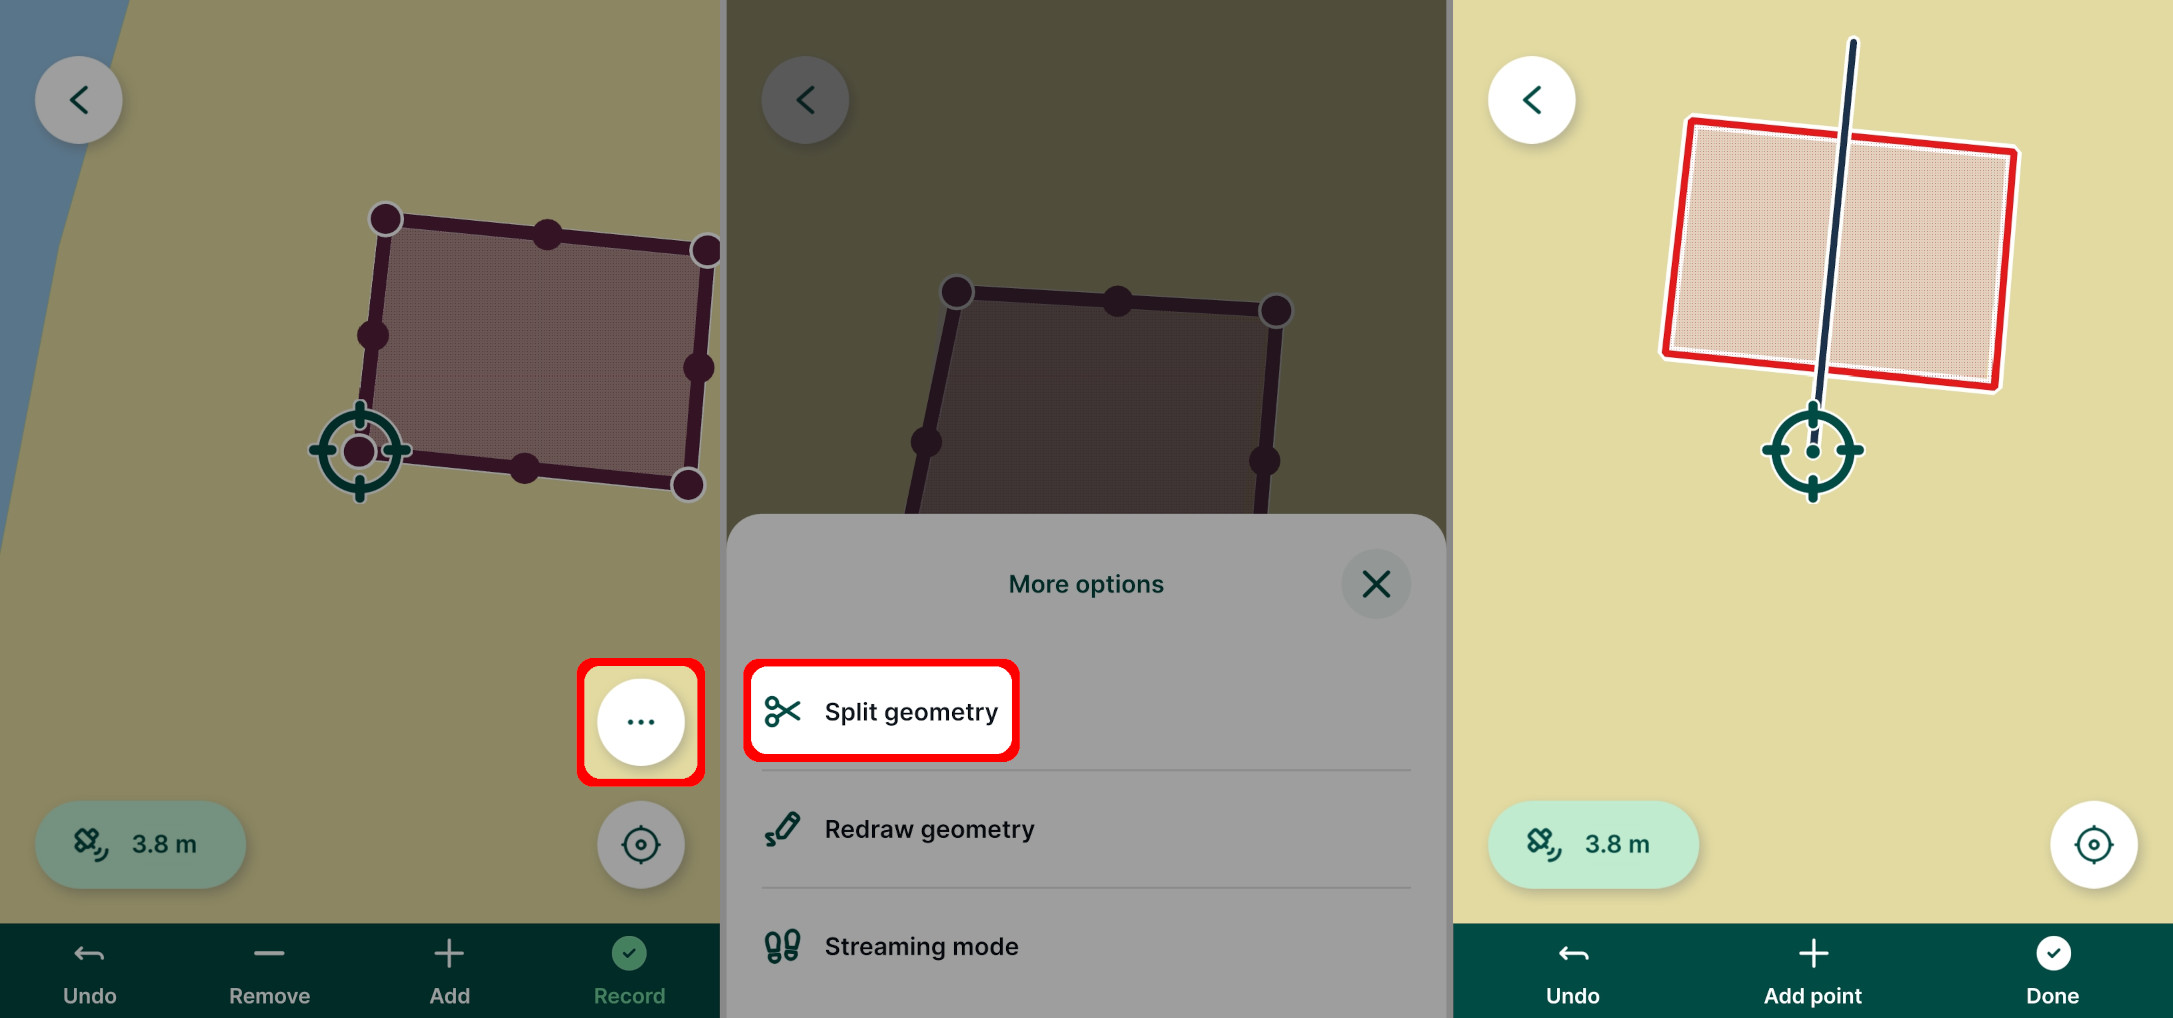 3.8 m
Undo
Remove
Add
Record
More options
Split geometry
Redraw geometry
Streaming mode
3.8 m
Undo
Add point
Done